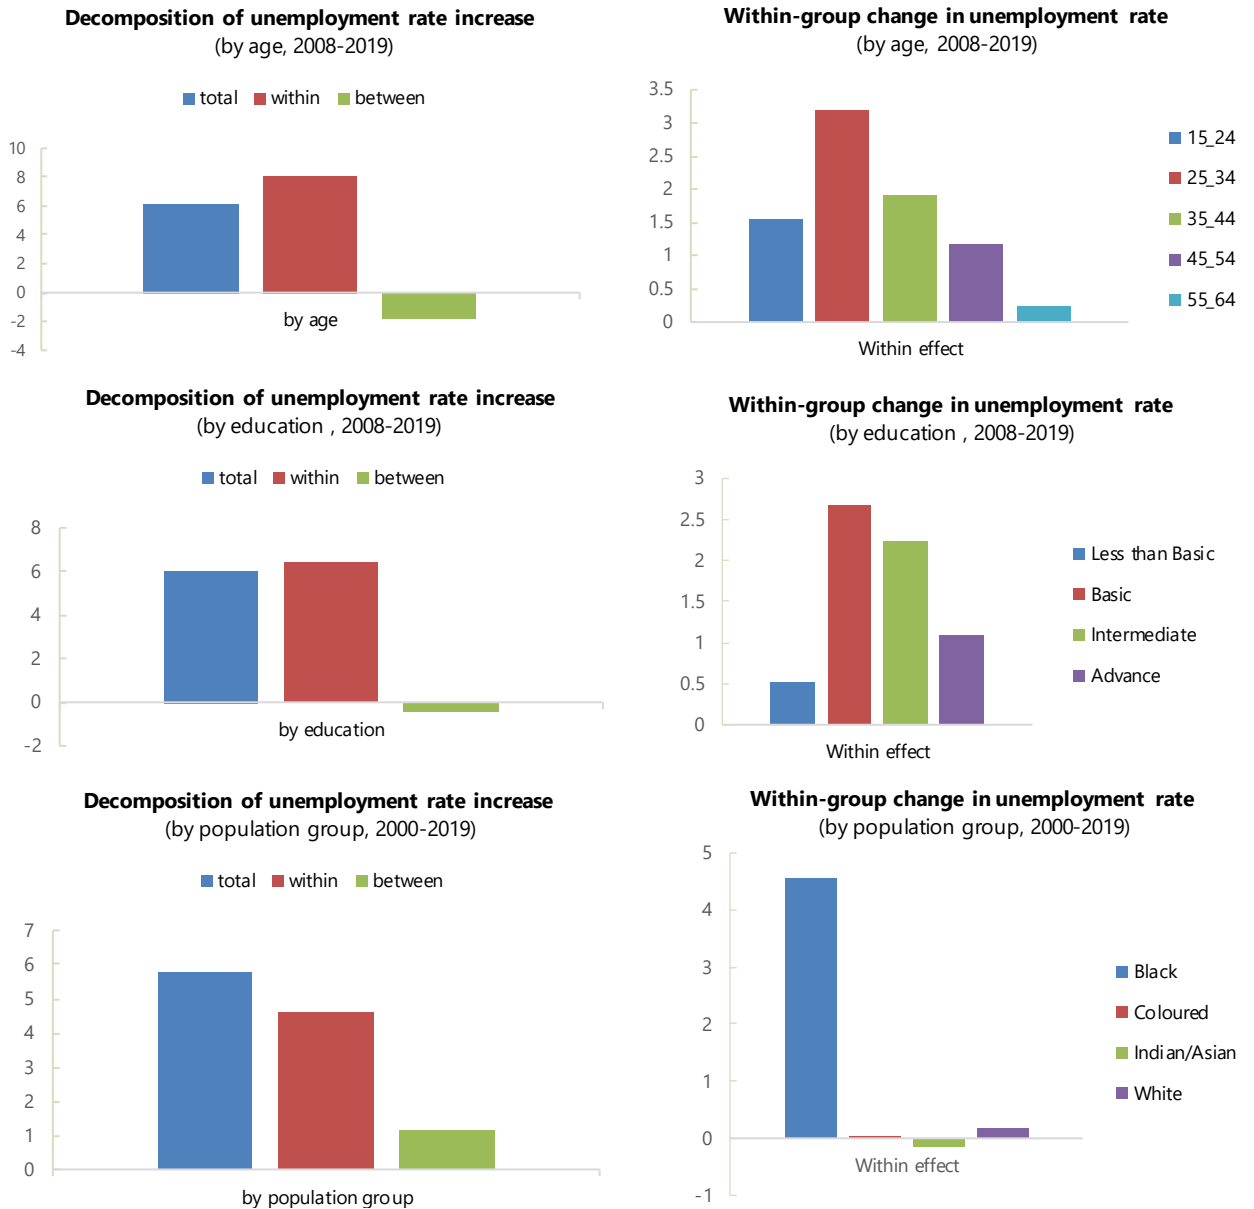 Decomposition of unemployment rate increase
(by age, 2008-2019)
total within between
10
8
6
4
2
0
-2
-4
by age
Within-group change in unemployment rate
(by age, 2008-2019)
3.5
3
2.5
2
1.5
1
0.5
0
Within effect
15_24
25_34
35_44
45_54
55_64
Decomposition of unemployment rate increase
(by education , 2008-2019)
total within between
8
6
4
2
0
-2
by education
Within-group change in unemployment rate
(by education , 2008-2019)
3
2.5
2
1.5
1
0.5
0
Within effect
Less than Basic
Basic
Intermediate
Advance
Decomposition of unemployment rate increase
(by population group, 2000-2019)
total within between
7
6
5
4
3
2
1
0
by population group
Within-group change in unemployment rate
(by population group, 2000-2019)
5
4
3
2
1
0
-1
Within effect
Black
Coloured
Indian/Asian
White